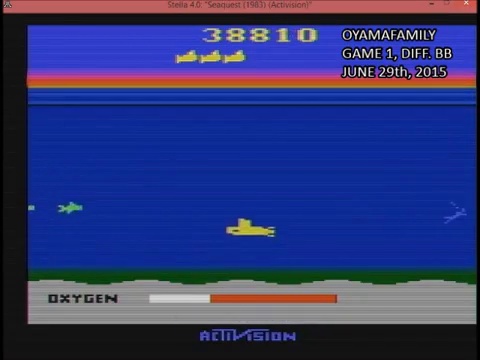 Stella 4.0: "Seaquest (1983) (Activision)"
38810
OYAMAFAMILY
GAME 1, DIFF. BB
JUNE 29th, 2015
OXYGEN
ACTIVISION